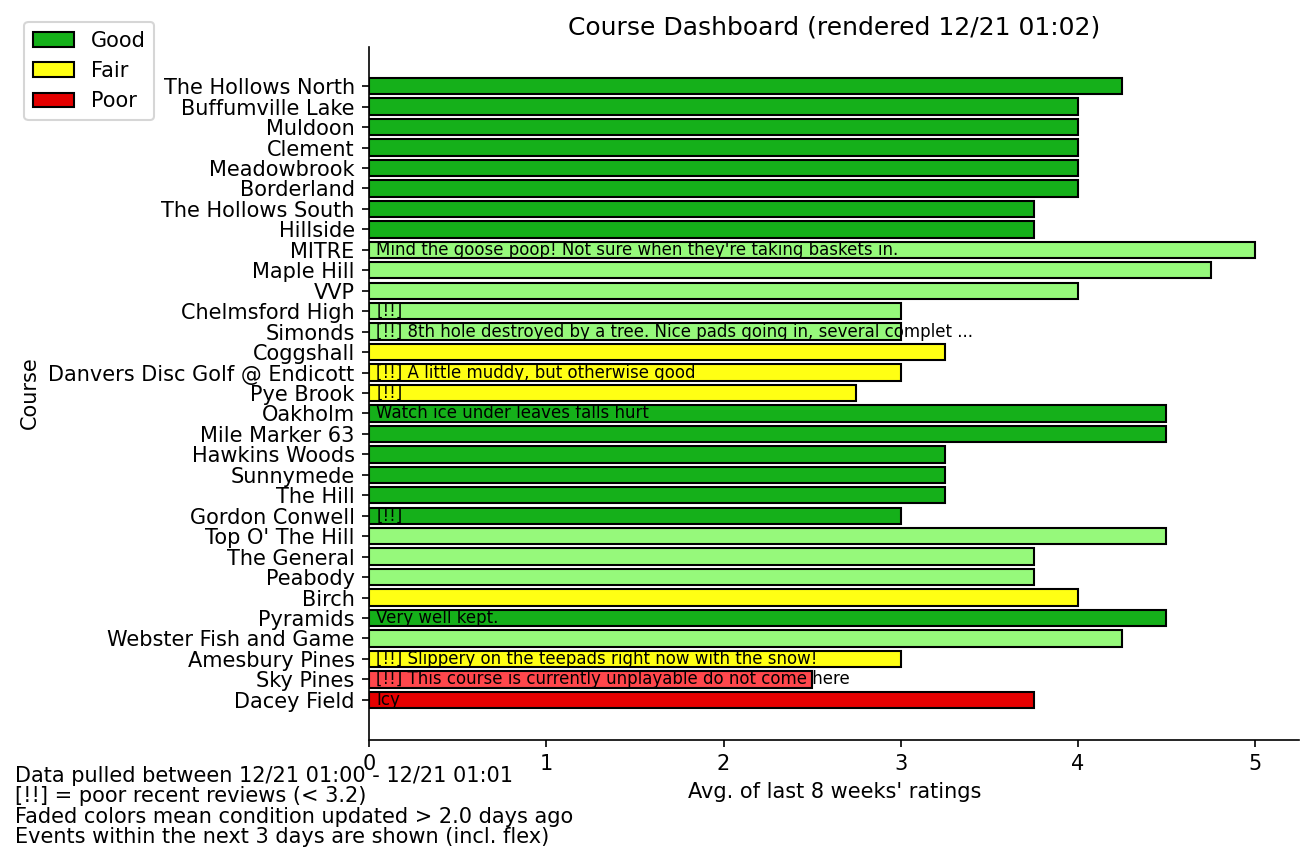 Course Dashboard (rendered 12/21 01:02)
Good
Fair
Poor
Course
The Hollows North
Buffumville Lake
Muldoon
Clement
Meadowbrook
Borderland
The Hollows South
Hillside
MITRE Mind the goose poop! Not sure when they're taking baskets in.
Maple Hill
VVP
Chelmsford High [!!]
Simonds [!!] 8th hole destroyed by a tree. Nice pads going in, several complet ...
Coggshall
Danvers Disc Golf @ Endicott [!!] A little muddy, but otherwise good
Pye Brook [!!]
Oakholm Watch ice under leaves falls hurt
Mile Marker 63
Hawkins Woods
Sunnymede
The Hill
Gordon Conwell [!!]
Top O' The Hill
The General
Peabody
Birch
Pyramids Very well kept.
Webster Fish and Game
Amesbury Pines [!!] Slippery on the teepads right now with the snow!
Sky Pines [!!] This course is currently unplayable do not come here
Dacey Field Icy
0 1 2 3 4 5
Avg. of last 8 weeks' ratings
Data pulled between 12/21 01:00 - 12/21 01:01
[!!] = poor recent reviews (< 3.2)
Faded colors mean condition updated > 2.0 days ago
Events within the next 3 days are shown (incl. flex)